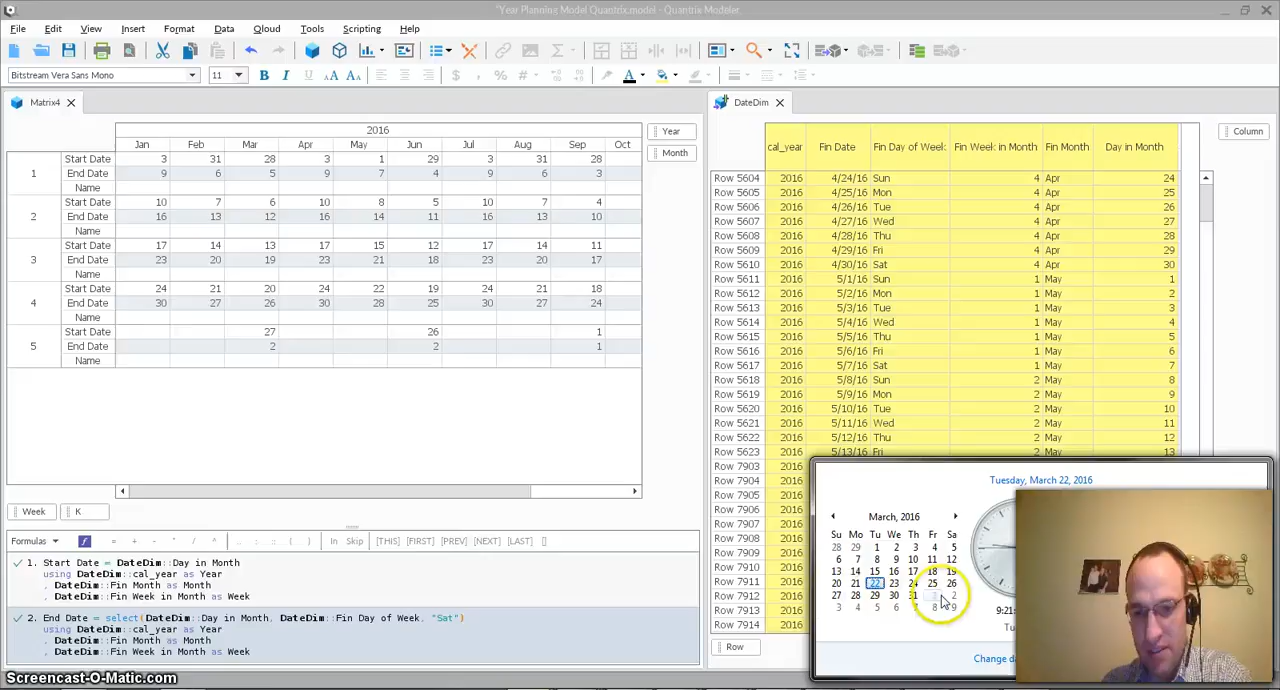 *Year Planning Model Quantrix.model - Quantrix Modeler
File Edit View Insert Format Data Qloud Tools Scripting Help
Bitstream Vera Sans Mono 11 B I U AA AA $ , % #
Matrix4
DateDim
2016
Jan Feb Mar Apr May Jun Jul Aug Sep Oct
Year
Month
1
Start Date 3 31 28 3 1 29 3 31 28
End Date 9 6 5 9 7 4 9 6 3
Name
2
Start Date 10 7 6 10 8 5 10 7 4
End Date 16 13 12 16 14 11 16 13 10
Name
3
Start Date 17 14 13 17 15 12 17 14 11
End Date 23 20 19 23 21 18 23 20 17
Name
4
Start Date 24 21 20 24 22 19 24 21 18
End Date 30 27 26 30 28 25 30 27 24
Name
5
Start Date 27 26 1
End Date 2 2 1
Name
Week K
Formulas f = + - * / ^ .. : :: ( ) In Skip [THIS] [FIRST] [PREV] [NEXT] [LAST] []
1. Start Date = DateDim::Day in Month
using DateDim::cal_year as Year
, DateDim::Fin Month as Month
, DateDim::Fin Week in Month as Week
2. End Date = select(DateDim::Day in Month, DateDim::Fin Day of Week, "Sat")
using DateDim::cal_year as Year
, DateDim::Fin Month as Month
, DateDim::Fin Week in Month as Week
cal_year Fin Date Fin Day of Week: Fin Week in Month Fin Month Day in Month
Column
Row 5604 2016 4/24/16 Sun 4 Apr 24
Row 5605 2016 4/25/16 Mon 4 Apr 25
Row 5606 2016 4/26/16 Tue 4 Apr 26
Row 5607 2016 4/27/16 Wed 4 Apr 27
Row 5608 2016 4/28/16 Thu 4 Apr 28
Row 5609 2016 4/29/16 Fri 4 Apr 29
Row 5610 2016 4/30/16 Sat 4 Apr 30
Row 5611 2016 5/1/16 Sun 1 May 1
Row 5612 2016 5/2/16 Mon 1 May 2
Row 5613 2016 5/3/16 Tue 1 May 3
Row 5614 2016 5/4/16 Wed 1 May 4
Row 5615 2016 5/5/16 Thu 1 May 5
Row 5616 2016 5/6/16 Fri 1 May 6
Row 5617 2016 5/7/16 Sat 1 May 7
Row 5618 2016 5/8/16 Sun 2 May 8
Row 5619 2016 5/9/16 Mon 2 May 9
Row 5620 2016 5/10/16 Tue 2 May 10
Row 5621 2016 5/11/16 Wed 2 May 11
Row 5622 2016 5/12/16 Thu 2 May 12
Row 5623 2016 5/13/16 Fri 2 May 13
Row 7903 2016
Row 7904 2016
Row 7905 2016
Row 7906 2016
Row 7907 2016
Row 7908 2016
Row 7909 2016
Row 7910 2016
Row 7911 2016
Row 7912 2016
Row 7913 2016
Row 7914 2016
Row
Tuesday, March 22, 2016
March, 2016
Su Mo Tu We Th Fr Sa
28 29 1 2 3 4 5
6 7 8 9 10 11 12
13 14 15 16 17 18 19
20 21 22 23 24 25 26
27 28 29 30 31 1 2
3 4 5 6 7 8 9
9:21:
Tu
Change da
Screencast-O-Matic.com